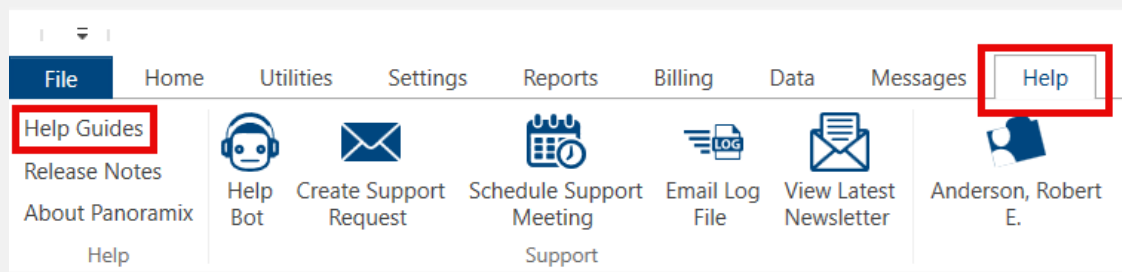 File Home Utilities Settings Reports Billing Data Messages Help
Help Guides
Release Notes
About Panoramix
Help
Help
Bot
Create Support
Request
Schedule Support
Meeting
LOG
Email Log
File
View Latest
Newsletter
Support
Anderson, Robert
E.